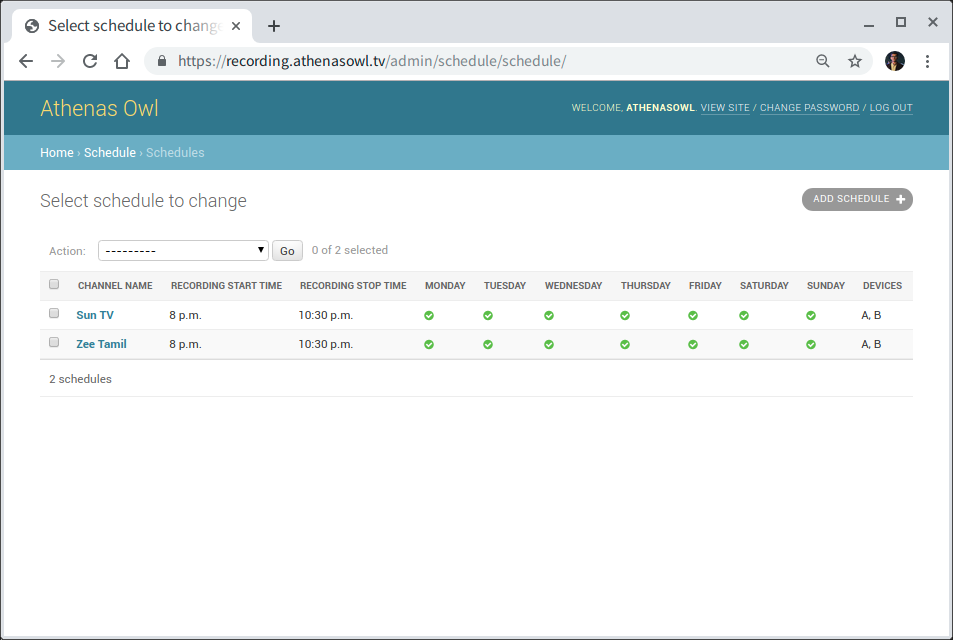 Select schedule to change
https://recording.athenasowl.tv/admin/schedule/schedule/
Athenas Owl
WELCOME, ATHENASOWL. VIEW SITE / CHANGE PASSWORD / LOG OUT
Home › Schedule › Schedules
Select schedule to change
ADD SCHEDULE +
Action: --------- Go 0 of 2 selected
CHANNEL NAME RECORDING START TIME RECORDING STOP TIME MONDAY TUESDAY WEDNESDAY THURSDAY FRIDAY SATURDAY SUNDAY DEVICES
Sun TV 8 p.m. 10:30 p.m. A, B
Zee Tamil 8 p.m. 10:30 p.m. A, B
2 schedules